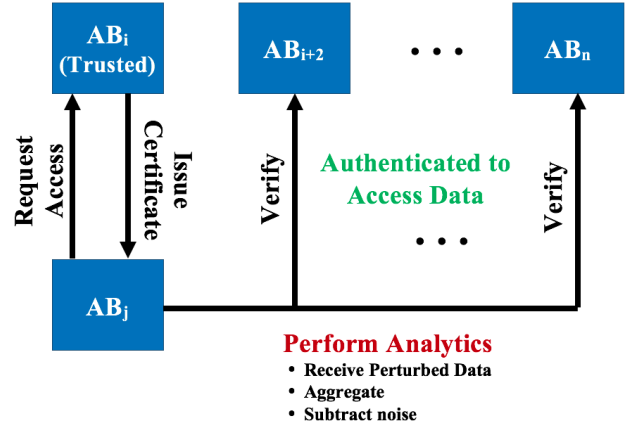 ABi
(Trusted)
ABi+2
• • •
ABn
Request
Access
Issue
Certificate
Verify
Authenticated to
Access Data
• • •
Verify
ABj
Perform Analytics
• Receive Perturbed Data
• Aggregate
• Subtract noise